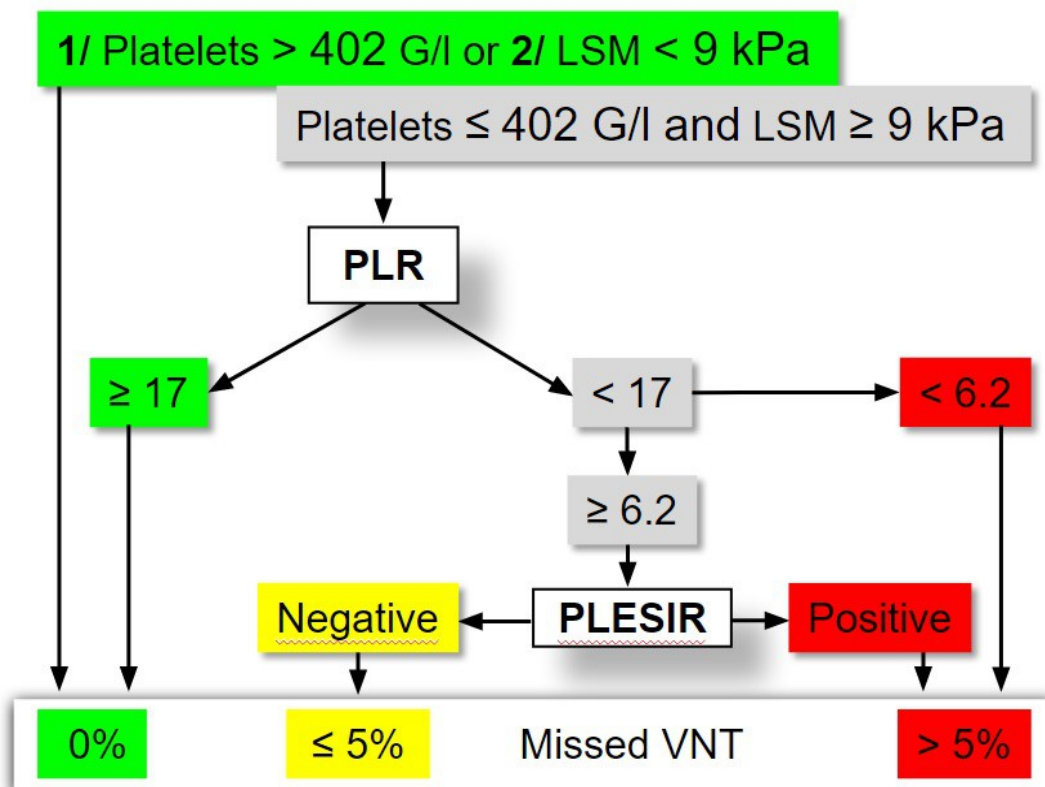 1/ Platelets > 402 G/l or 2/ LSM < 9 kPa
Platelets ≤ 402 G/l and LSM ≥ 9 kPa
PLR
≥ 17
< 17
< 6.2
≥ 6.2
Negative
PLESIR
Positive
0%
≤ 5%
Missed VNT
> 5%